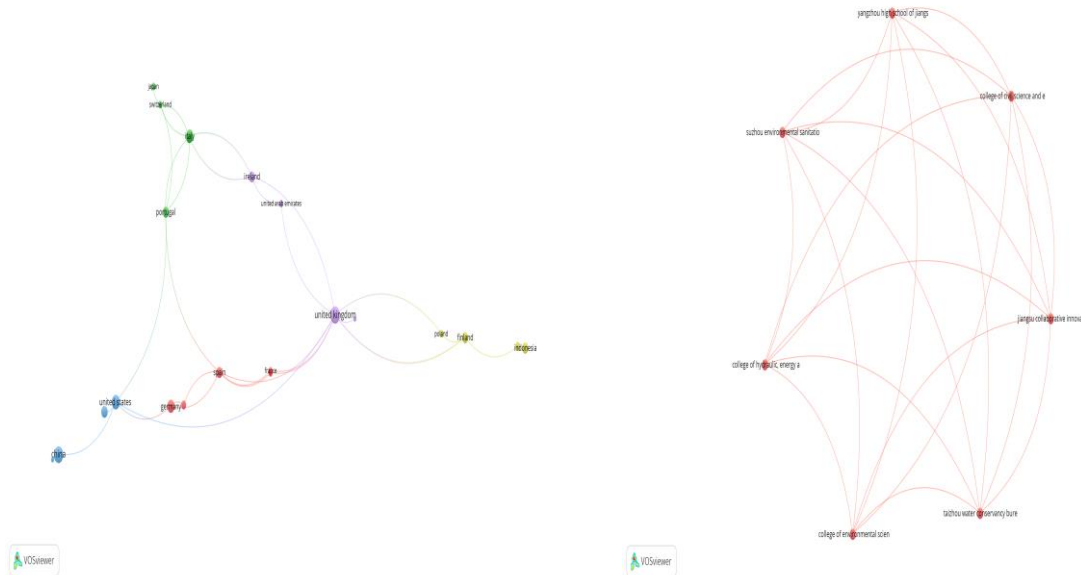 japan
switzerland
italy
ireland
united arab emirates
portugal
united kingdom
poland
finland
indonesia
spain
france
germany
united states
china
VOSviewer
yangzhou high school of jiangs
college of civil science and e
suzhou environmental sanitatio
jiangsu collaborative innova
college of hydraulic, energy a
taizhou water conservancy bure
college of environmental scien
VOSviewer